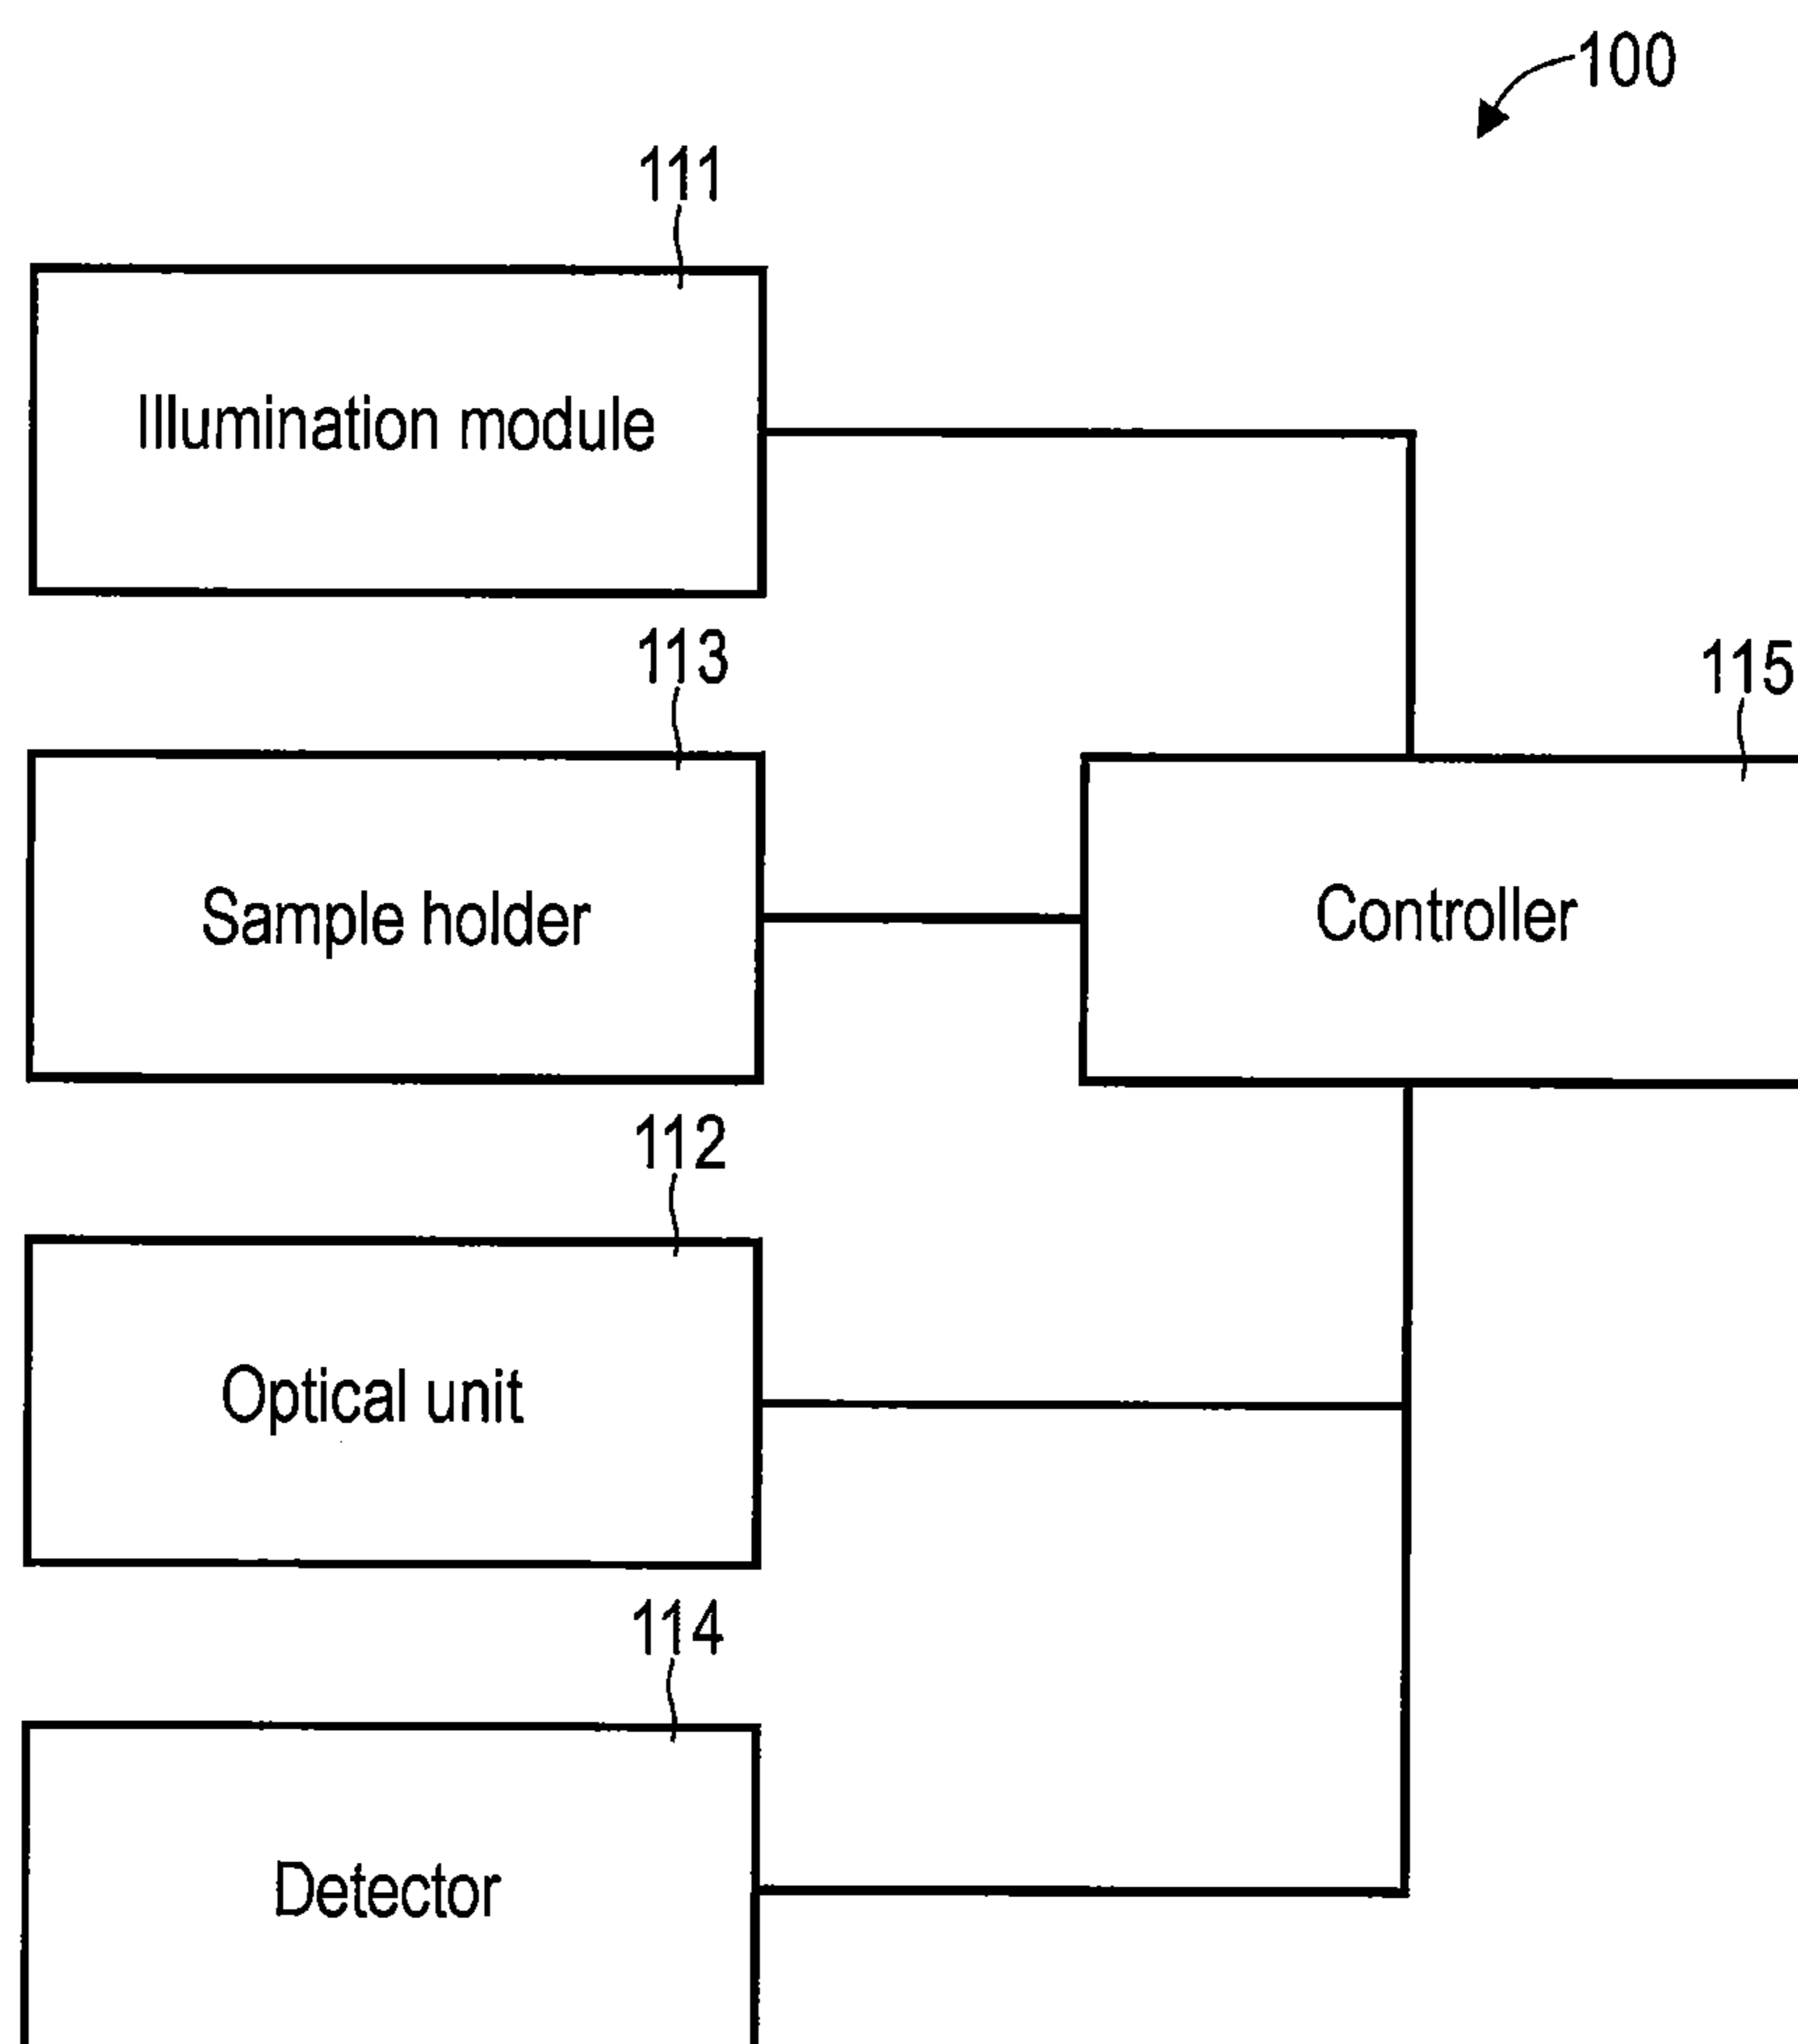 100
111
Illumination module
113
115
Sample holder
Controller
112
Optical unit
114
Detector